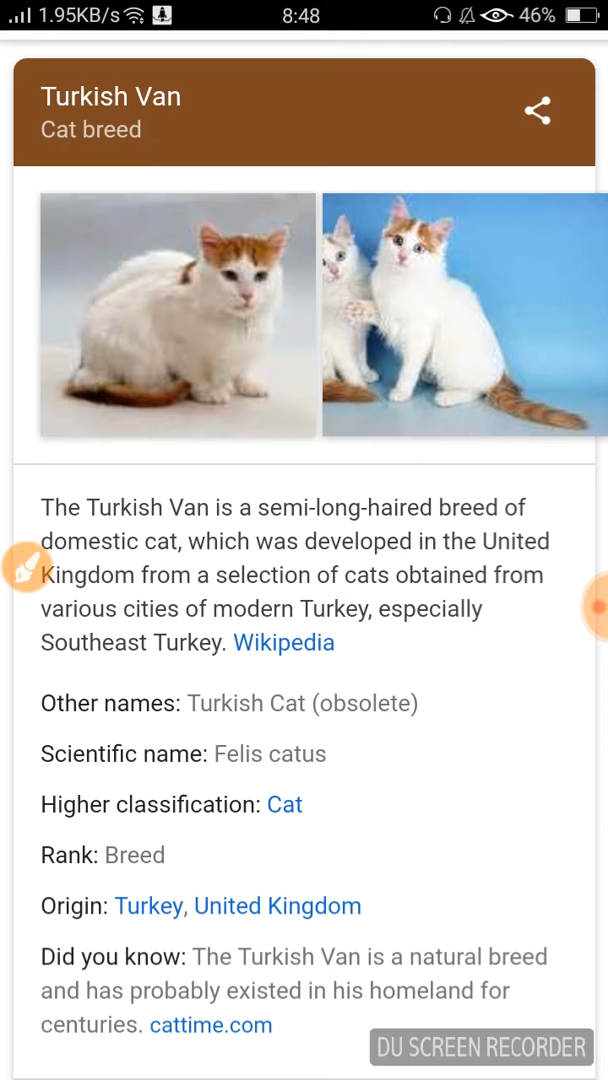 1.95KB/s 8:48 46%
Turkish Van
Cat breed
The Turkish Van is a semi-long-haired breed of
domestic cat, which was developed in the United
Kingdom from a selection of cats obtained from
various cities of modern Turkey, especially
Southeast Turkey. Wikipedia
Other names: Turkish Cat (obsolete)
Scientific name: Felis catus
Higher classification: Cat
Rank: Breed
Origin: Turkey, United Kingdom
Did you know: The Turkish Van is a natural breed
and has probably existed in his homeland for
centuries. cattime.com
DU SCREEN RECORDER